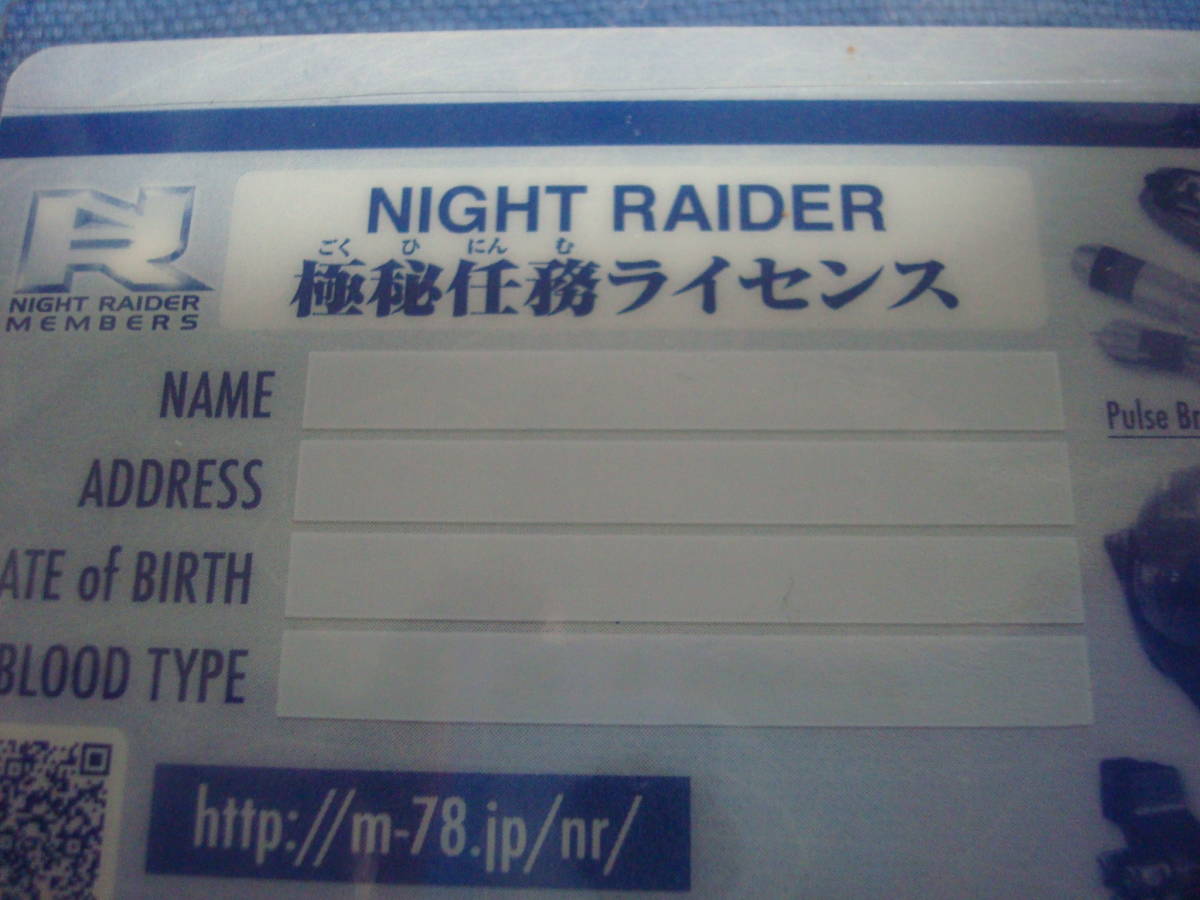 NIGHT RAIDER
ごくひにんむ
極秘任務ライセンス
NR
NIGHT RAIDER
MEMBERS
NAME
ADDRESS
ATE of BIRTH
BLOOD TYPE
http://m-78.jp/nr/
Pulse Br